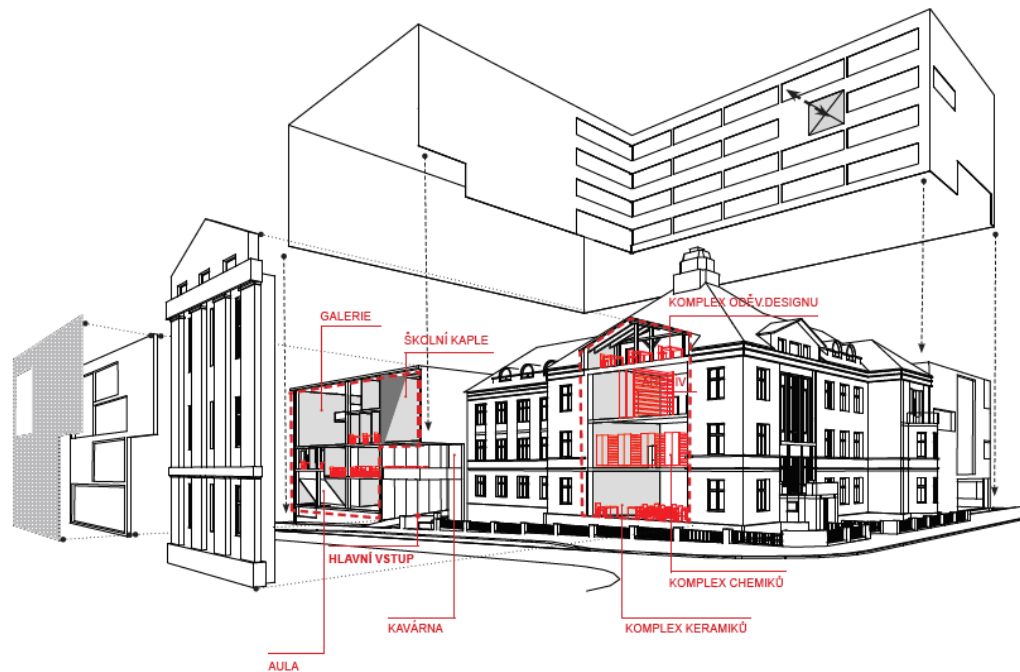 KOMPLEX ODĚV.DESIGNU
GALERIE
ŠKOLNÍ KAPLE
HLAVNÍ VSTUP
KOMPLEX CHEMIKŮ
KAVÁRNA
KOMPLEX KERAMIKŮ
AULA